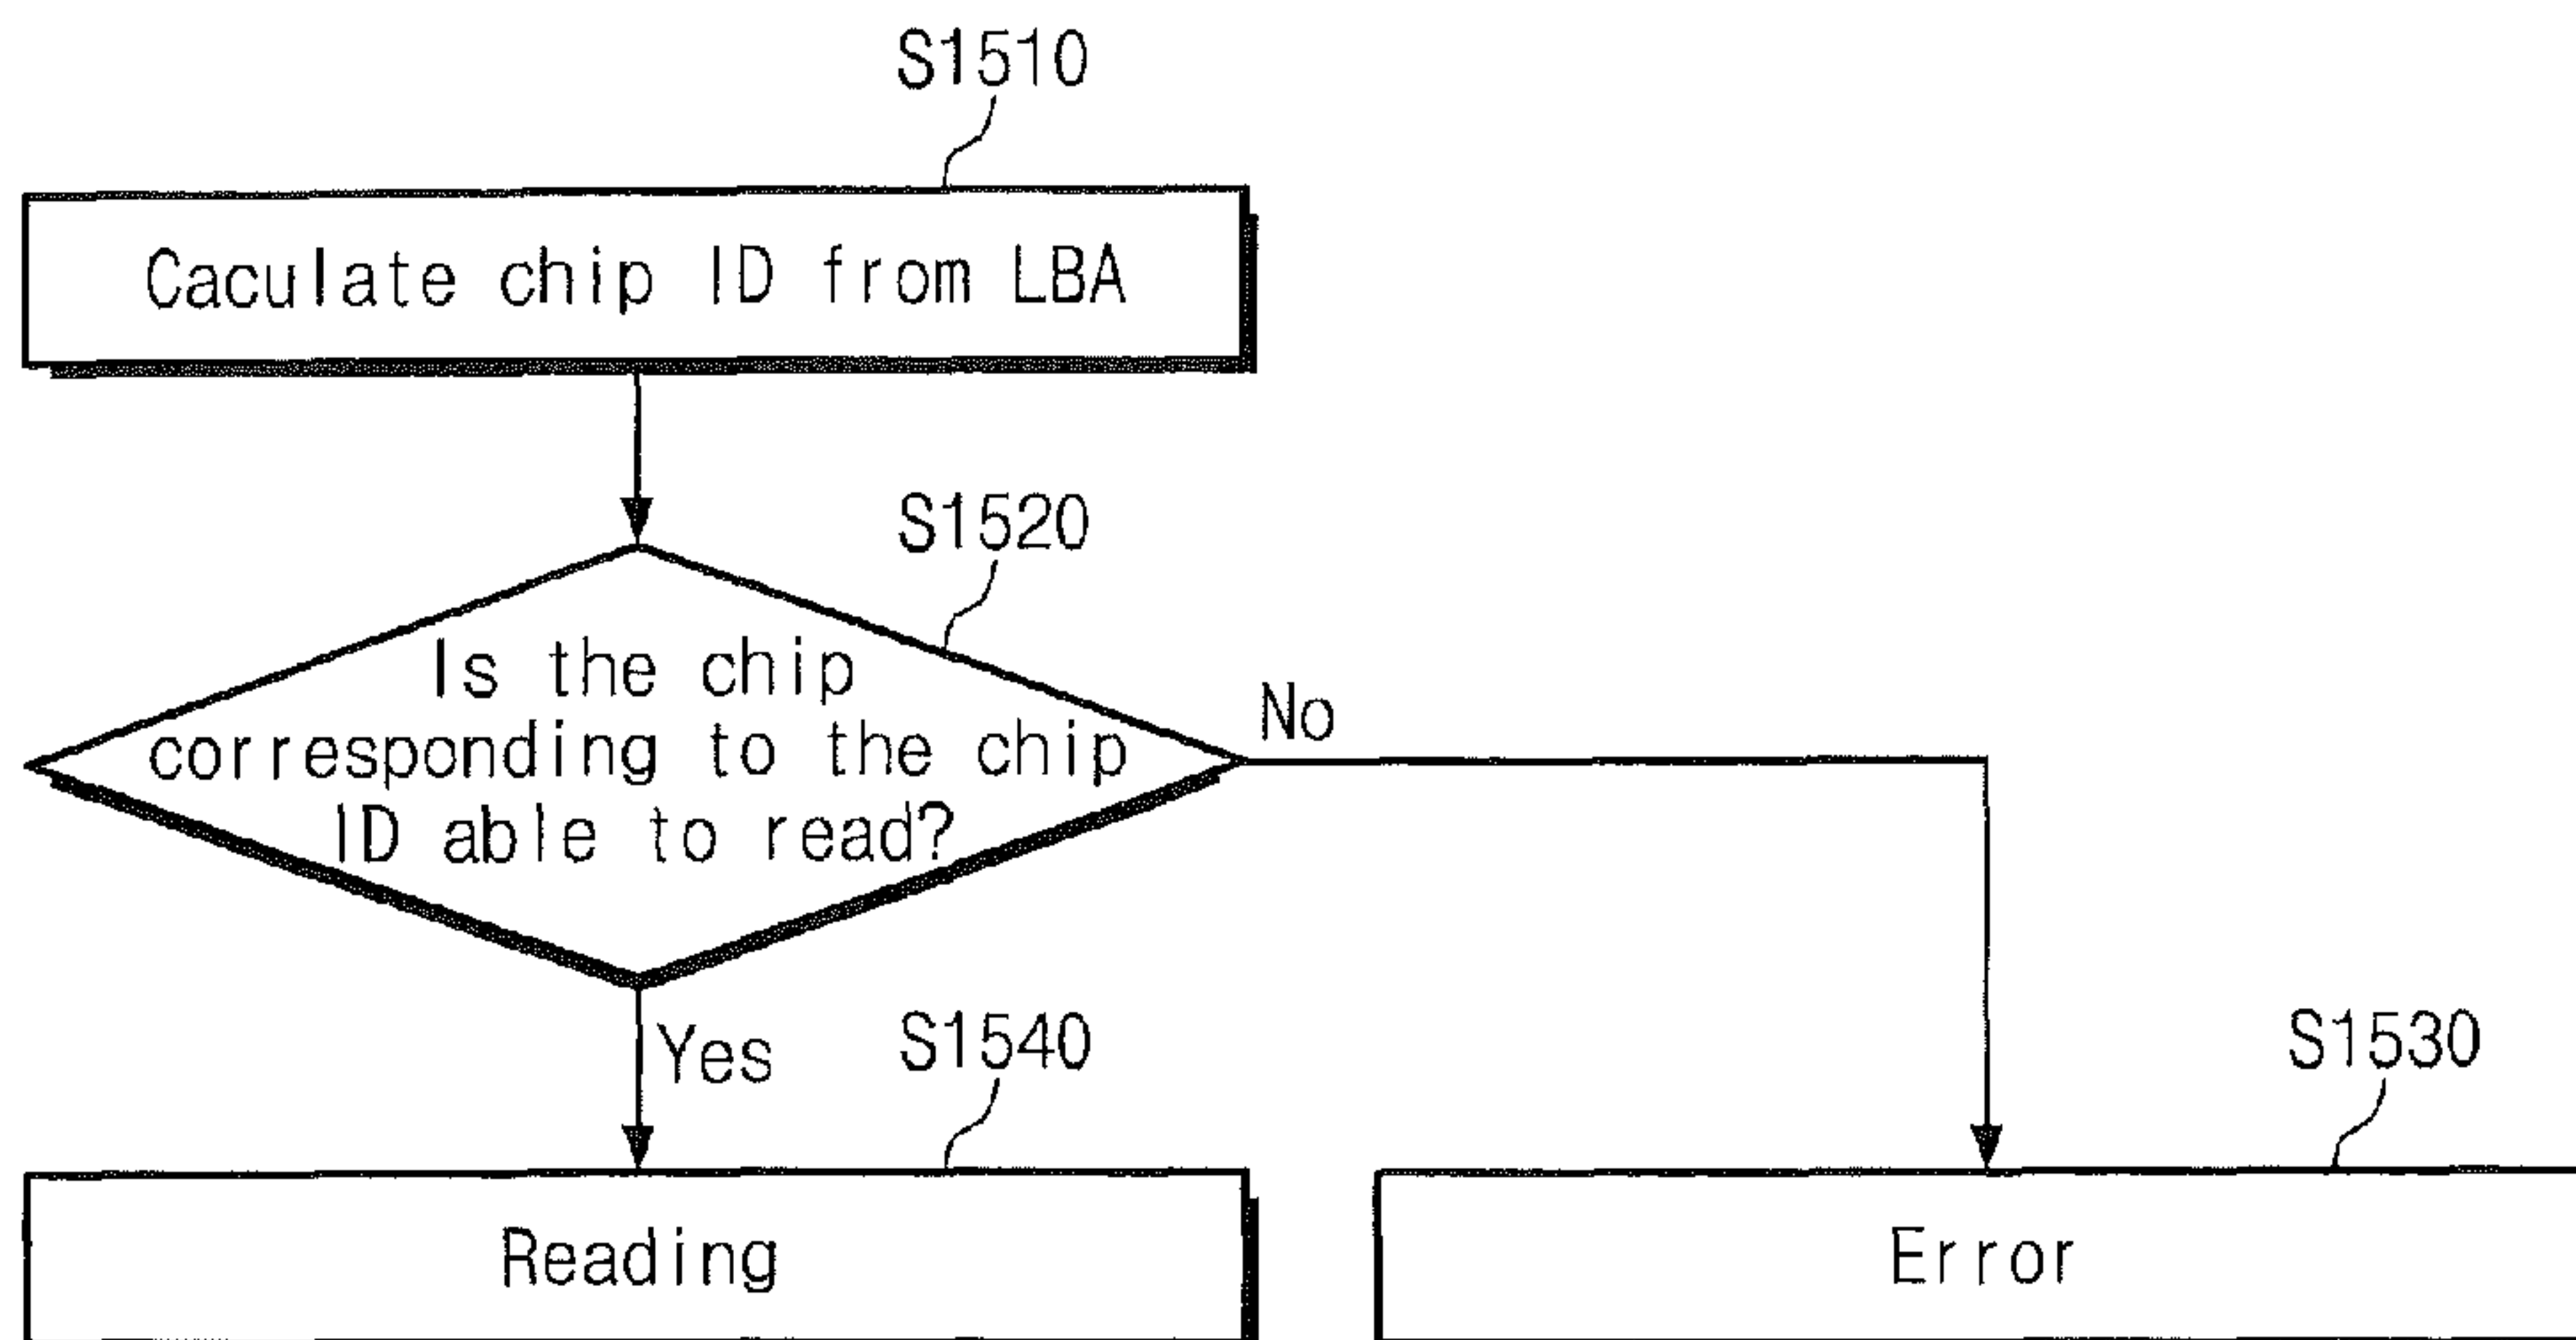 S1510
Caculate chip ID from LBA
S1520
Is the chip
corresponding to the chip
ID able to read?
No
Yes
S1540
S1530
Reading
Error